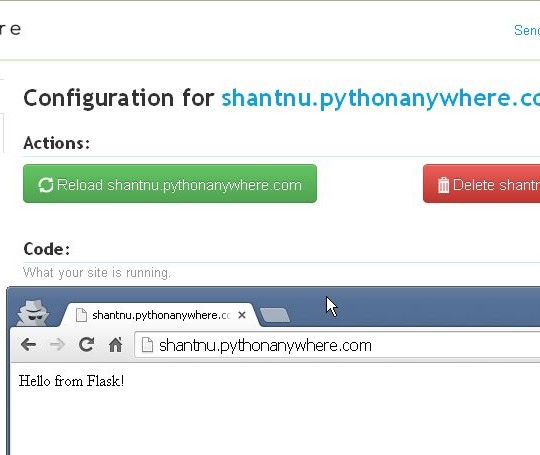 re
Send
Configuration for shantnu.pythonanywhere.co
Actions:
Reload shantnu.pythonanywhere.com
Delete shantn
Code:
What your site is running.
shantnu.pythonanywhere.cc
shantnu.pythonanywhere.com
Hello from Flask!